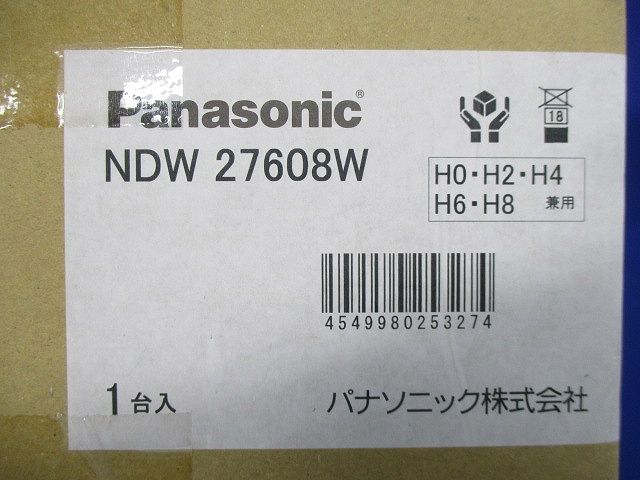 Panasonic®
NDW 27608W
18
H0・H2・H4
H6・H8 兼用
4549980253274
1台入
パナソニック株式会社